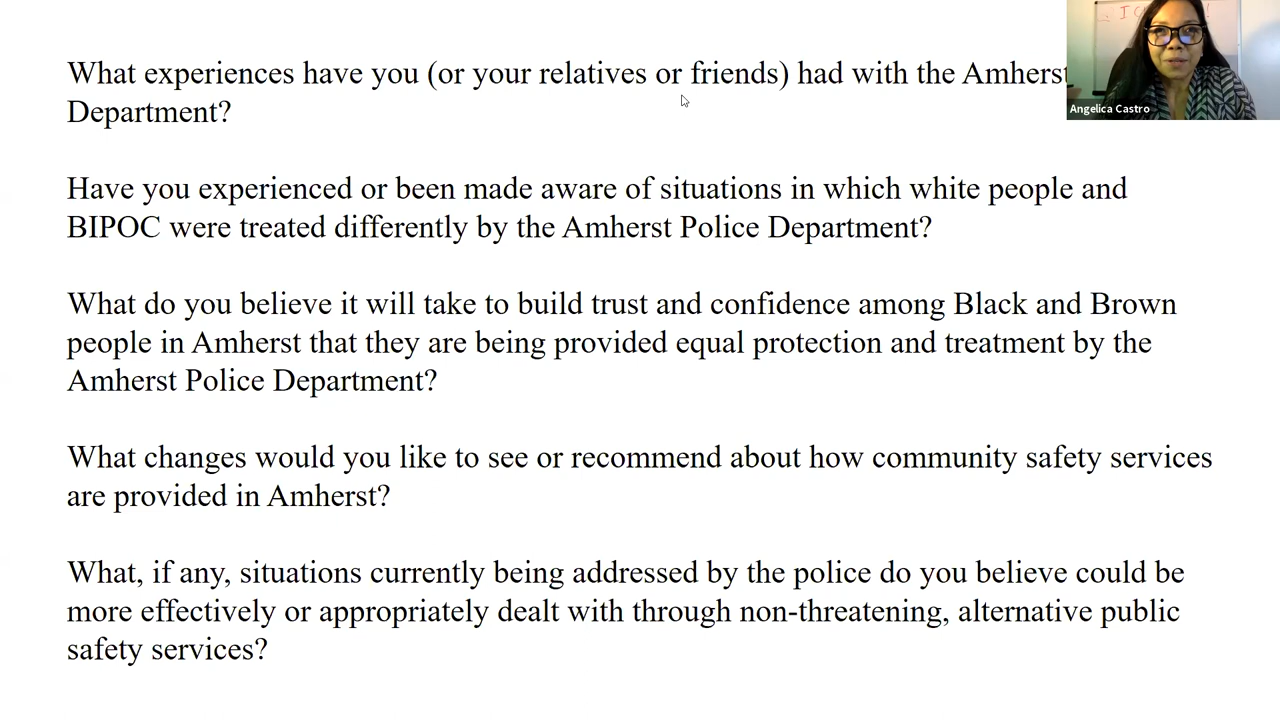 What experiences have you (or your relatives or friends) had with the Amherst
Department?
Have you experienced or been made aware of situations in which white people and
BIPOC were treated differently by the Amherst Police Department?
What do you believe it will take to build trust and confidence among Black and Brown
people in Amherst that they are being provided equal protection and treatment by the
Amherst Police Department?
What changes would you like to see or recommend about how community safety services
are provided in Amherst?
What, if any, situations currently being addressed by the police do you believe could be
more effectively or appropriately dealt with through non-threatening, alternative public
safety services?
Angelica Castro